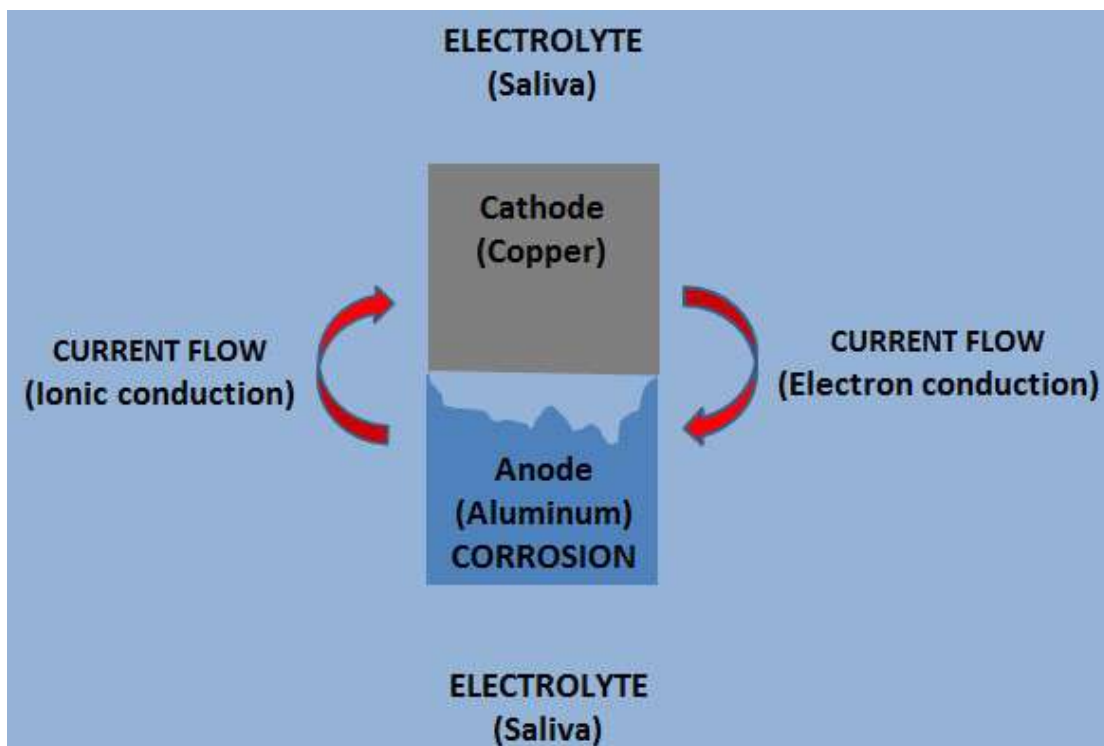 ELECTROLYTE
(Saliva)
Cathode
(Copper)
CURRENT FLOW
(Ionic conduction)
CURRENT FLOW
(Electron conduction)
Anode
(Aluminum)
CORROSION
ELECTROLYTE
(Saliva)